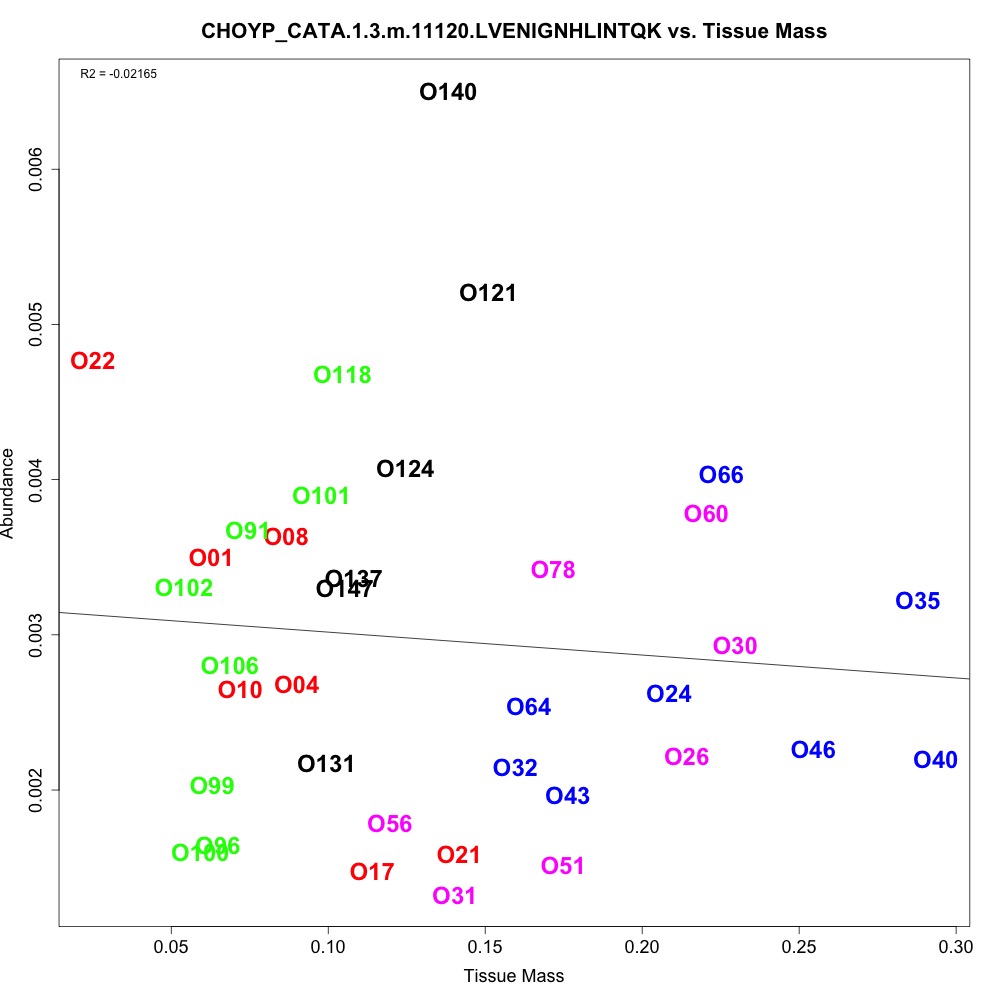 CHOYP_CATA.1.3.m.11120.LVENIGNHLINTQK vs. Tissue Mass
R2 = -0.02165
O140
0.006
O121
0.005
O22
O118
O124
O66
0.004
O101
O60
O91
O08
O01
O78
O137
O147
O102
O35
Abundance
0.003
O30
O106
O10
O04
O24
O64
O46
O26
O40
O131
O32
O99
0.002
O43
O56
O96
O100
O21
O51
O17
O31
0.05 0.10 0.15 0.20 0.25 0.30
Tissue Mass